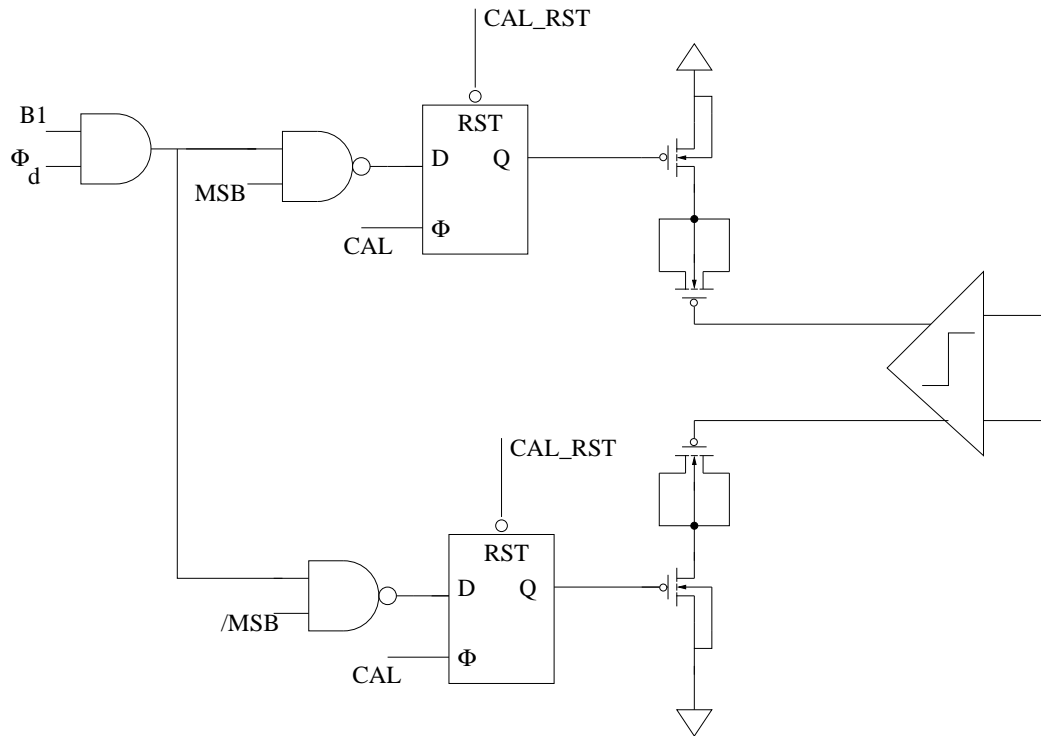 CAL_RST
B1
Φd
MSB
RST
D
Q
CAL
Φ
CAL_RST
RST
D
Q
/MSB
CAL
Φ